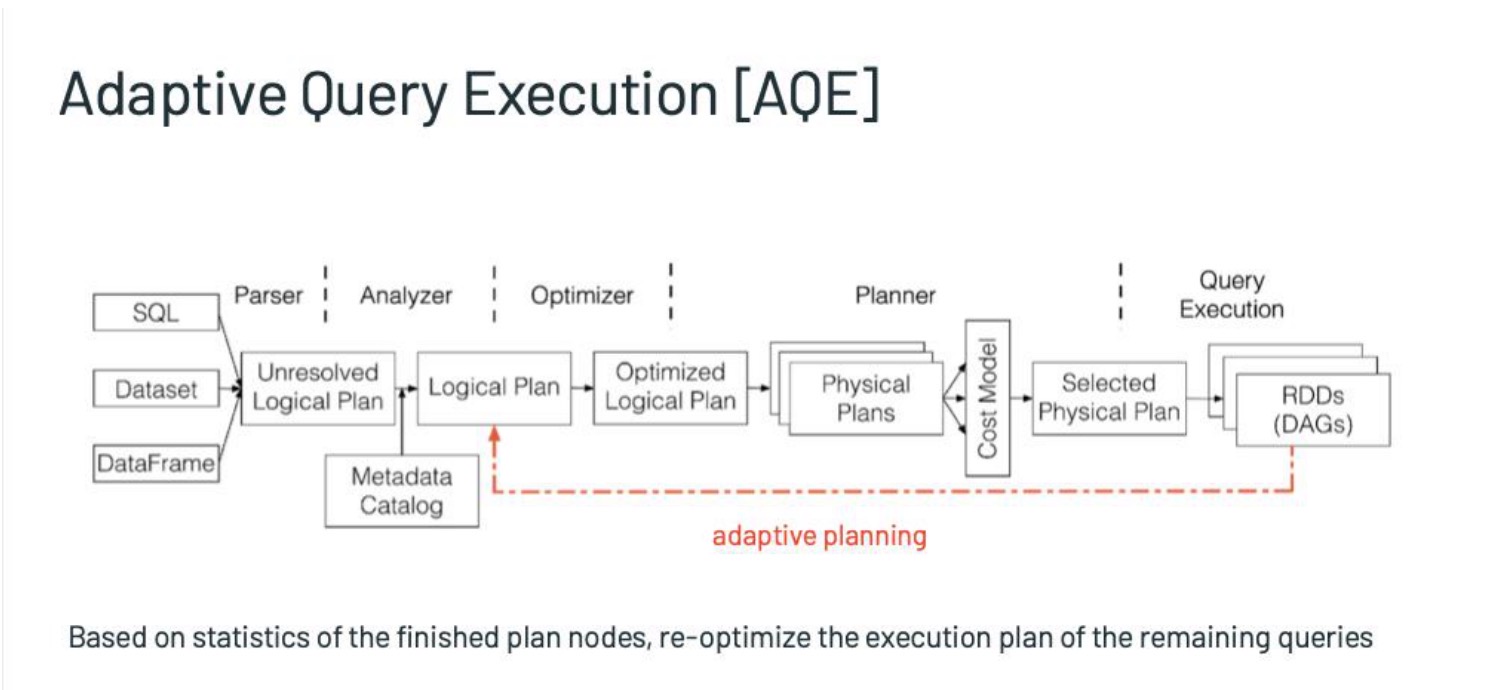 Adaptive Query Execution [AQE]
Parser
Analyzer
Optimizer
Planner
Query
Execution
SQL
Dataset
DataFrame
Unresolved
Logical Plan
Metadata
Catalog
Logical Plan
Optimized
Logical Plan
Physical
Plans
Cost Model
Selected
Physical Plan
RDDs
(DAGs)
adaptive planning
Based on statistics of the finished plan nodes, re-optimize the execution plan of the remaining queries